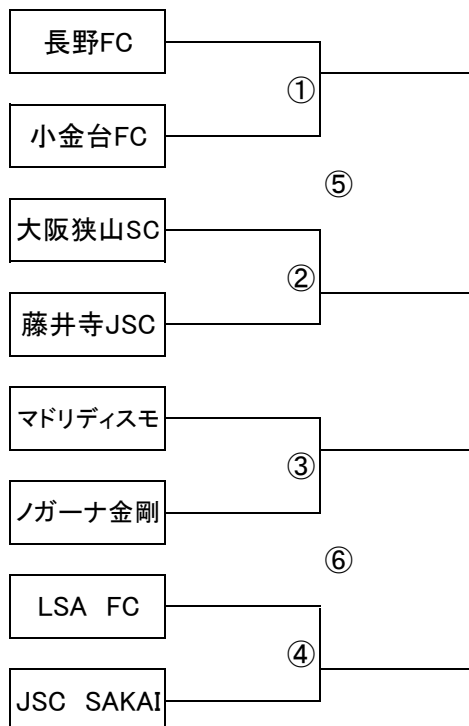 長野FC
①
小金台FC
⑤
大阪狭山SC
②
藤井寺JSC
マドリディスモ
③
ノガーナ金剛
⑥
LSA　FC
④
JSC　SAKAI